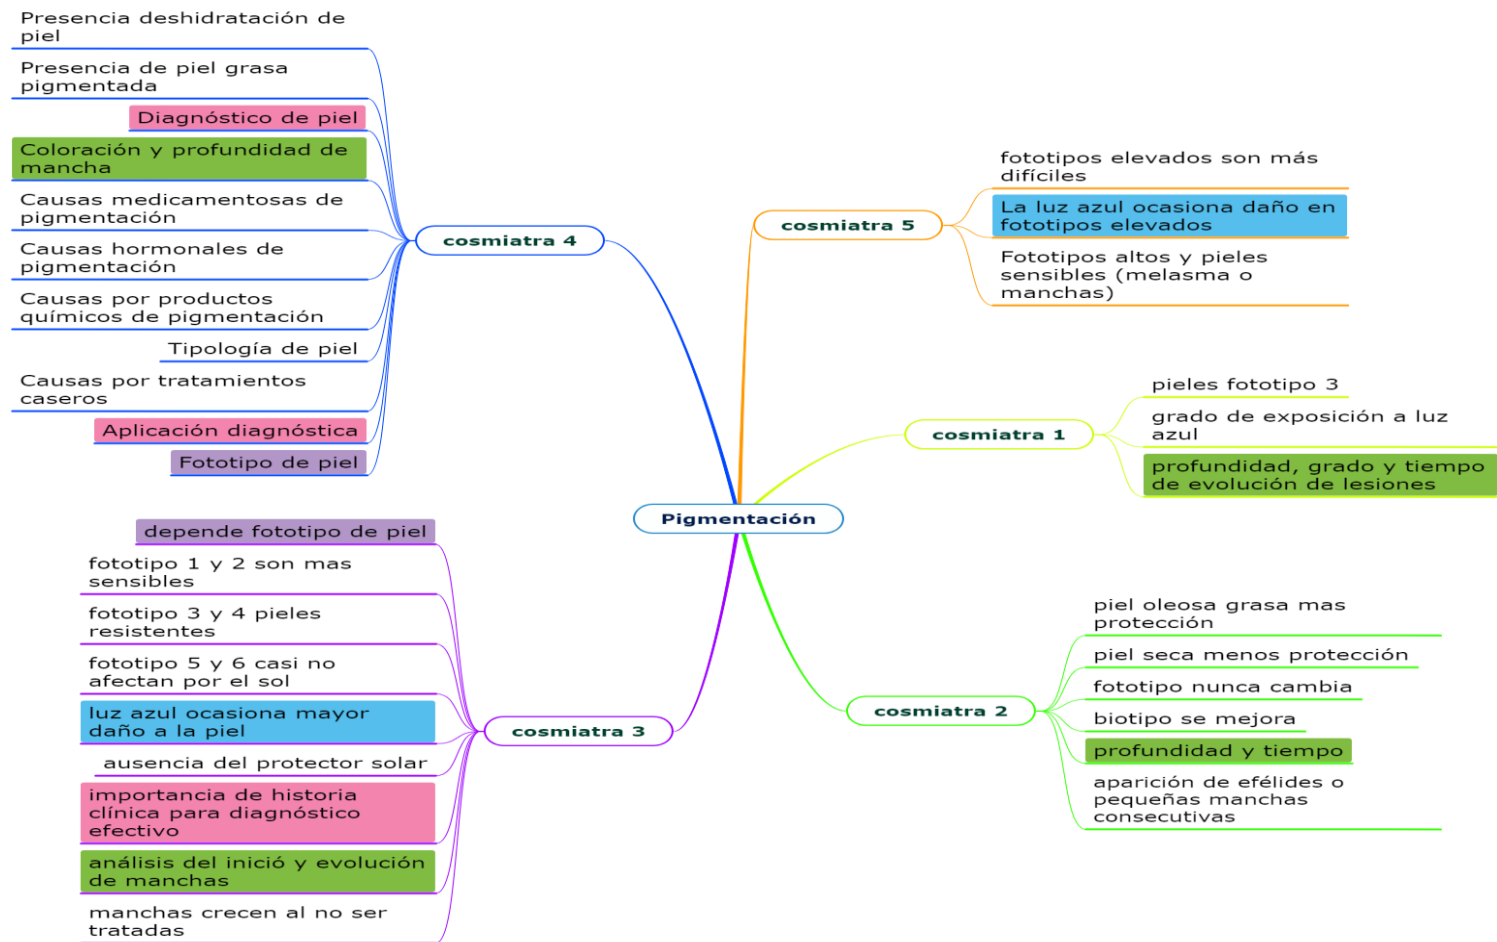 Presencia deshidratación de
piel
Presencia de piel grasa
pigmentada
Diagnóstico de piel
Coloración y profundidad de
mancha
Causas medicamentosas de
pigmentación
Causas hormonales de
pigmentación
Causas por productos
químicos de pigmentación
Tipología de piel
Causas por tratamientos
caseros
Aplicación diagnóstica
Fototipo de piel
cosmiatra 4
fototipos elevados son más
difíciles
La luz azul ocasiona daño en
fototipos elevados
Fototipos altos y pieles
sensibles (melasma o
manchas)
cosmiatra 5
pieles fototipo 3
grado de exposición a luz
azul
profundidad, grado y tiempo
de evolución de lesiones
cosmiatra 1
Pigmentación
depende fototipo de piel
fototipo 1 y 2 son mas
sensibles
fototipo 3 y 4 pieles
resistentes
fototipo 5 y 6 casi no
afectan por el sol
luz azul ocasiona mayor
daño a la piel
ausencia del protector solar
importancia de historia
clínica para diagnóstico
efectivo
análisis del inició y evolución
de manchas
manchas crecen al no ser
tratadas
cosmiatra 3
piel oleosa grasa mas
protección
piel seca menos protección
fototipo nunca cambia
biotipo se mejora
profundidad y tiempo
aparición de efélides o
pequeñas manchas
consecutivas
cosmiatra 2